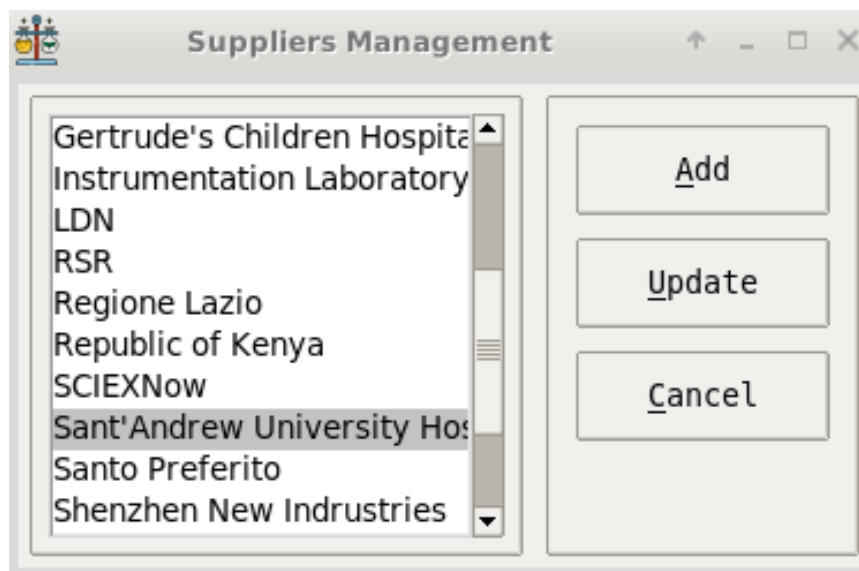 Suppliers Management
Gertrude's Children Hospita
Instrumentation Laboratory
LDN
RSR
Regione Lazio
Republic of Kenya
SCIEXNow
Sant'Andrew University Hos
Santo Preferito
Shenzhen New Indrustries
Add
Update
Cancel